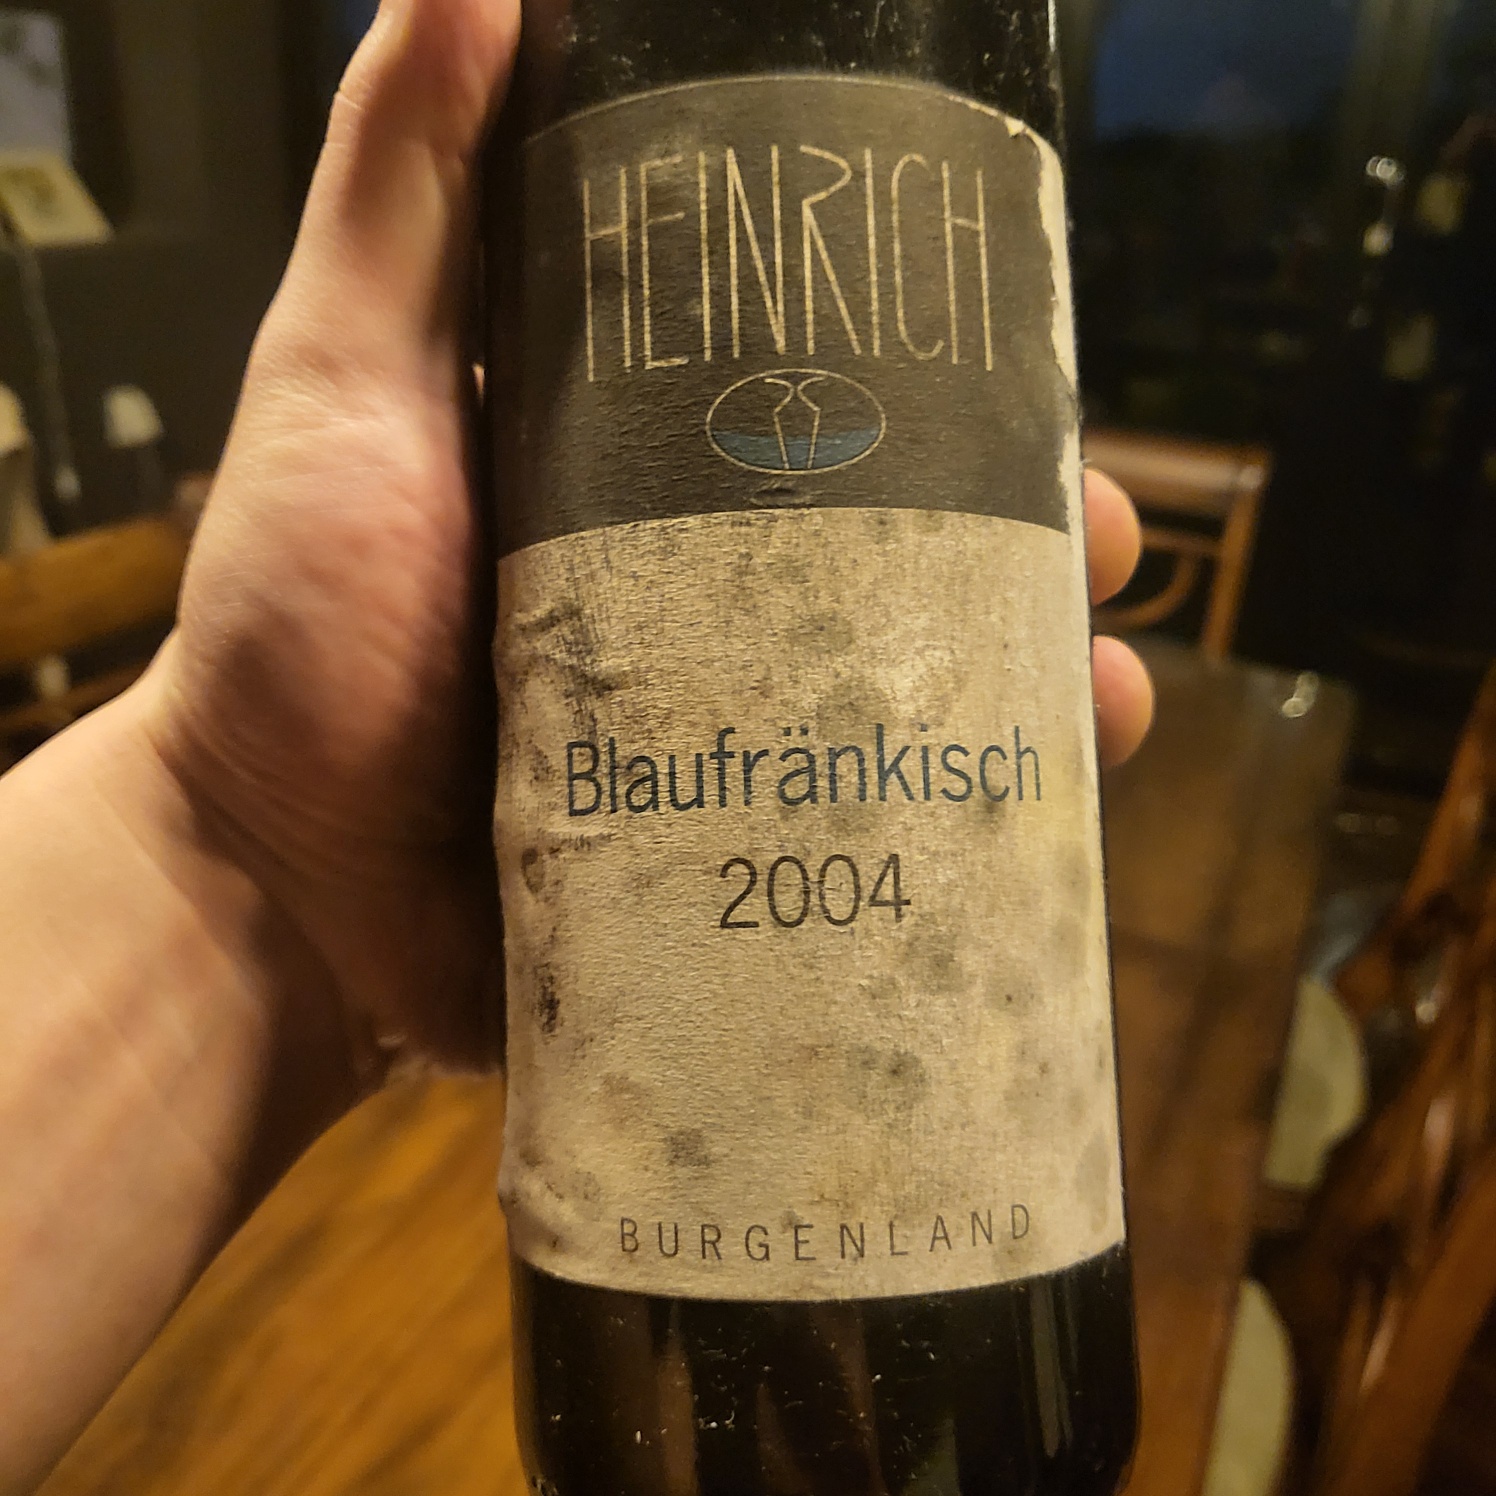 HEINRICH
Blaufränkisch
2004
BURGENLAND